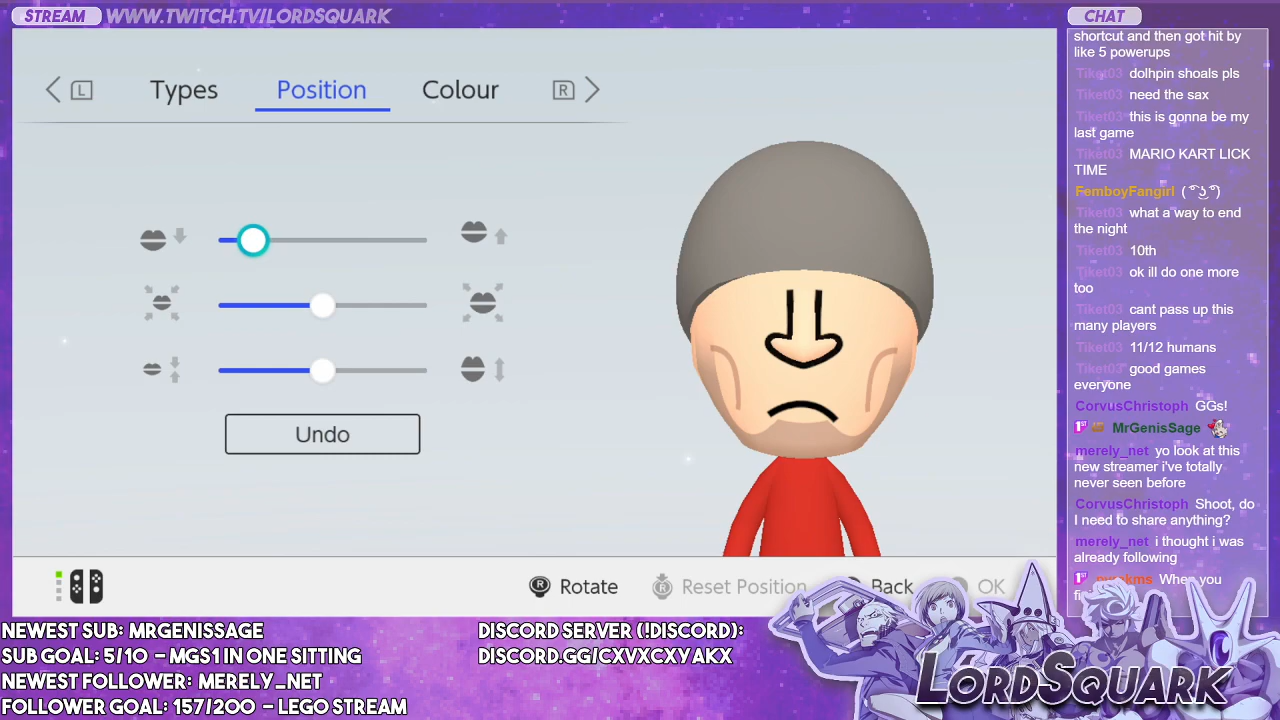 STREAM WWW.TWITCH.TV/LORDSQUARK
L Types Position Colour R
Undo
R Rotate R Reset Position Back OK
CHAT
shortcut and then got hit by
like 5 powerups
Tiket03 dolhpin shoals pls
Tiket03 need the sax
Tiket03 this is gonna be my
last game
Tiket03 MARIO KART LICK
TIME
FemboyFangirl ( ͡° ͜ʖ ͡°)
Tiket03 what a way to end
the night
Tiket03 10th
Tiket03 ok ill do one more
too
Tiket03 cant pass up this
many players
Tiket03 11/12 humans
Tiket03 good games
everyone
CorvusChristoph GGs!
1ST MrGenisSage
merely_net yo look at this
new streamer i've totally
never seen before
CorvusChristoph Shoot, do
I need to share anything?
merely_net i thought i was
already following
1ST When you
NEWEST SUB: MRGENISSAGE
SUB GOAL: 5/10 - MGS1 IN ONE SITTING
NEWEST FOLLOWER: MERELY_NET
FOLLOWER GOAL: 157/200 - LEGO STREAM
DISCORD SERVER (!DISCORD):
DISCORD.GG/CXVXCXYAKX
LORDSQUARK